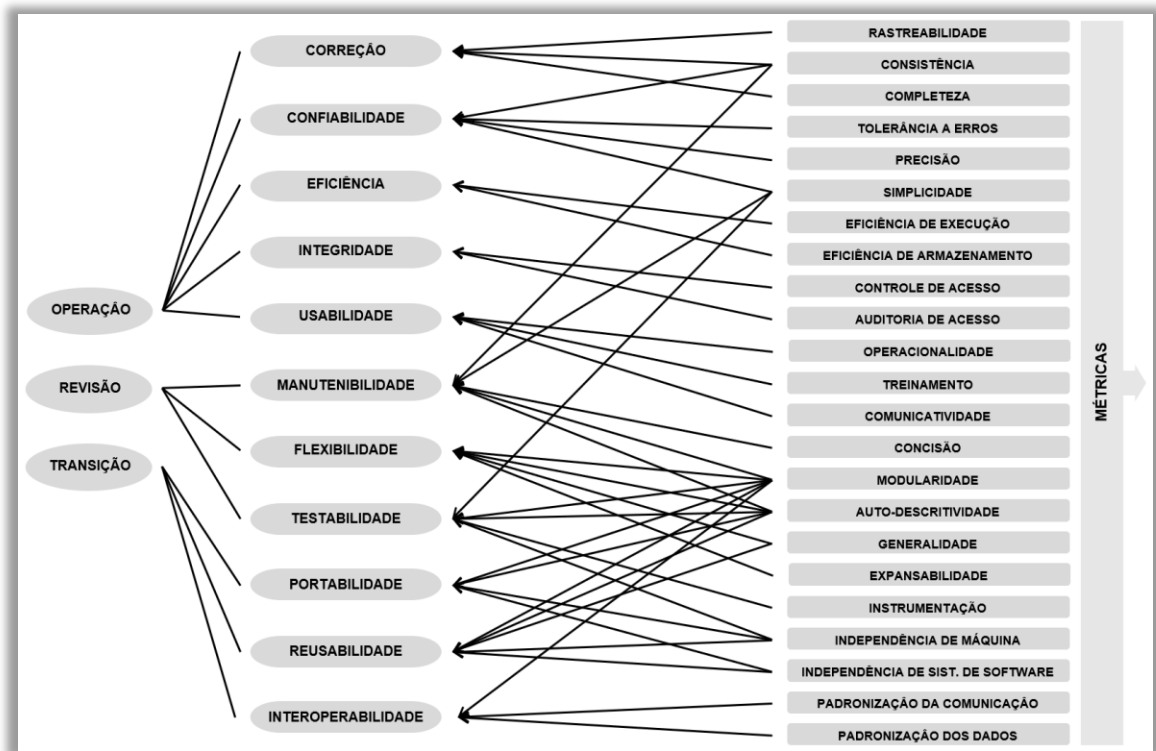 OPERAÇÃO
REVISÃO
TRANSIÇÃO
CORREÇÃO
CONFIABILIDADE
EFICIÊNCIA
INTEGRIDADE
USABILIDADE
MANUTENIBILIDADE
FLEXIBILIDADE
TESTABILIDADE
PORTABILIDADE
REUSABILIDADE
INTEROPERABILIDADE
RASTREABILIDADE
CONSISTÊNCIA
COMPLETEZA
TOLERÂNCIA A ERROS
PRECISÃO
SIMPLICIDADE
EFICIÊNCIA DE EXECUÇÃO
EFICIÊNCIA DE ARMAZENAMENTO
CONTROLE DE ACESSO
AUDITORIA DE ACESSO
OPERACIONALIDADE
TREINAMENTO
COMUNICATIVIDADE
CONCISÃO
MODULARIDADE
AUTO-DESCRITIVIDADE
GENERALIDADE
EXPANSABILIDADE
INSTRUMENTAÇÃO
INDEPENDÊNCIA DE MÁQUINA
INDEPENDÊNCIA DE SIST. DE SOFTWARE
PADRONIZAÇÃO DA COMUNICAÇÃO
PADRONIZAÇÃO DOS DADOS
MÉTRICAS